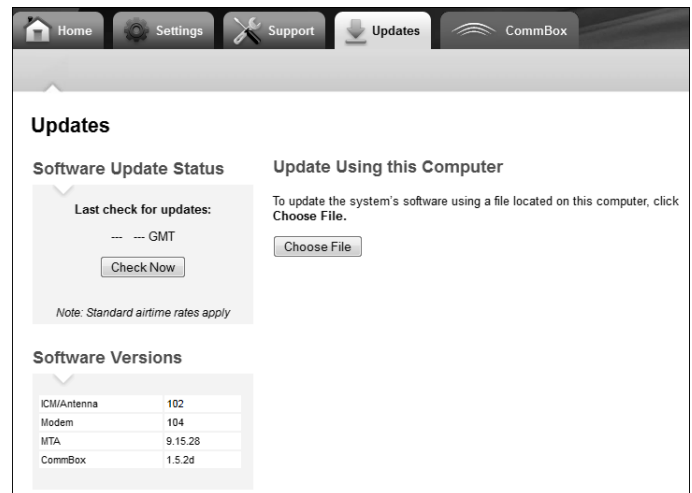 Home Settings Support Updates CommBox
Updates
Software Update Status
Last check for updates:
--- --- GMT
Check Now
Note: Standard airtime rates apply
Update Using this Computer
To update the system's software using a file located on this computer, click
Choose File.
Choose File
Software Versions
ICM/Antenna 102
Modem 104
MTA 9.15.28
CommBox 1.5.2d